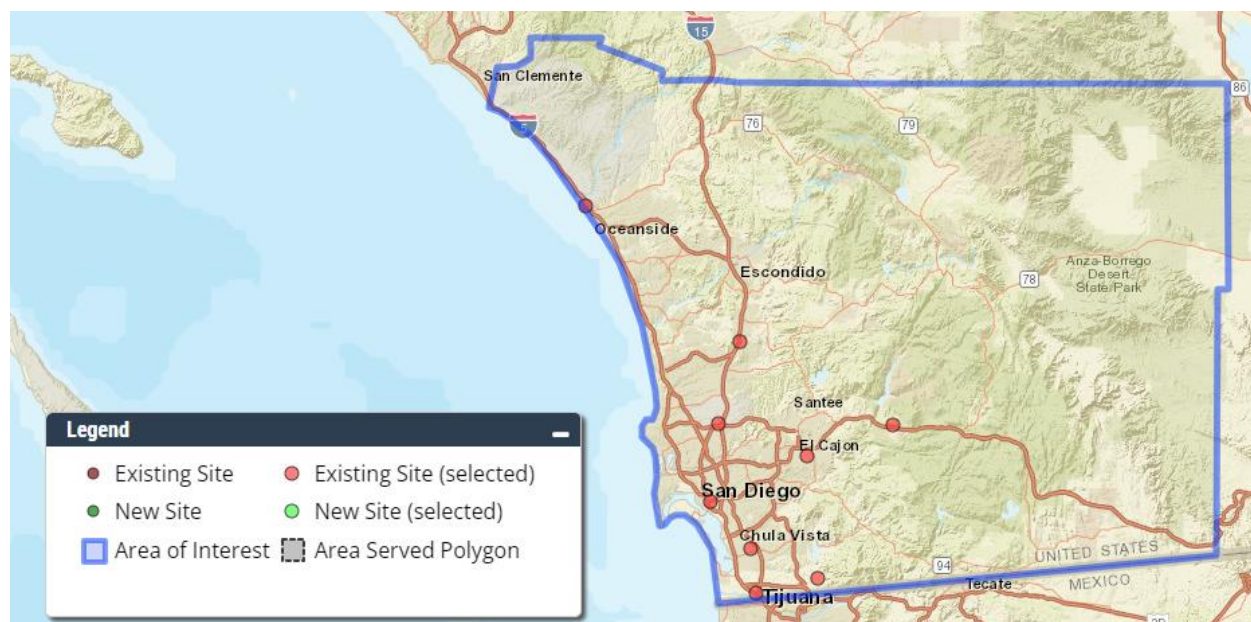 15
San Clemente
86
5
76
79
Oceanside
Escondido
Anza-Borrego
Desert
State/Park
78
Santee
El Cajon
San Diego
Chula Vista
UNITED STATES
94
Tecate
MEXICO
Tijuana
Legend
Existing Site
Existing Site (selected)
New Site
New Site (selected)
Area of Interest
Area Served Polygon